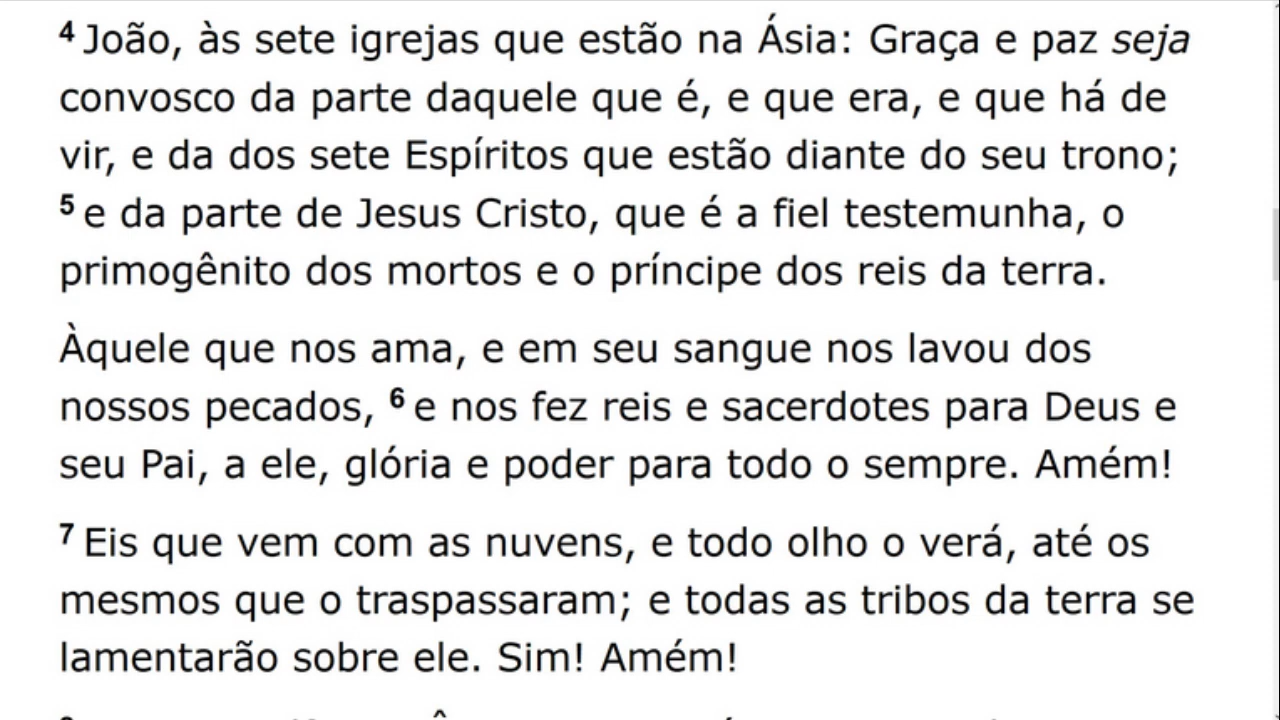 4 João, às sete igrejas que estão na Ásia: Graça e paz seja
convosco da parte daquele que é, e que era, e que há de
vir, e da dos sete Espíritos que estão diante do seu trono;
5 e da parte de Jesus Cristo, que é a fiel testemunha, o
primogênito dos mortos e o príncipe dos reis da terra.
Àquele que nos ama, e em seu sangue nos lavou dos
nossos pecados, 6 e nos fez reis e sacerdotes para Deus e
seu Pai, a ele, glória e poder para todo o sempre. Amém!
7 Eis que vem com as nuvens, e todo olho o verá, até os
mesmos que o traspassaram; e todas as tribos da terra se
lamentarão sobre ele. Sim! Amém!